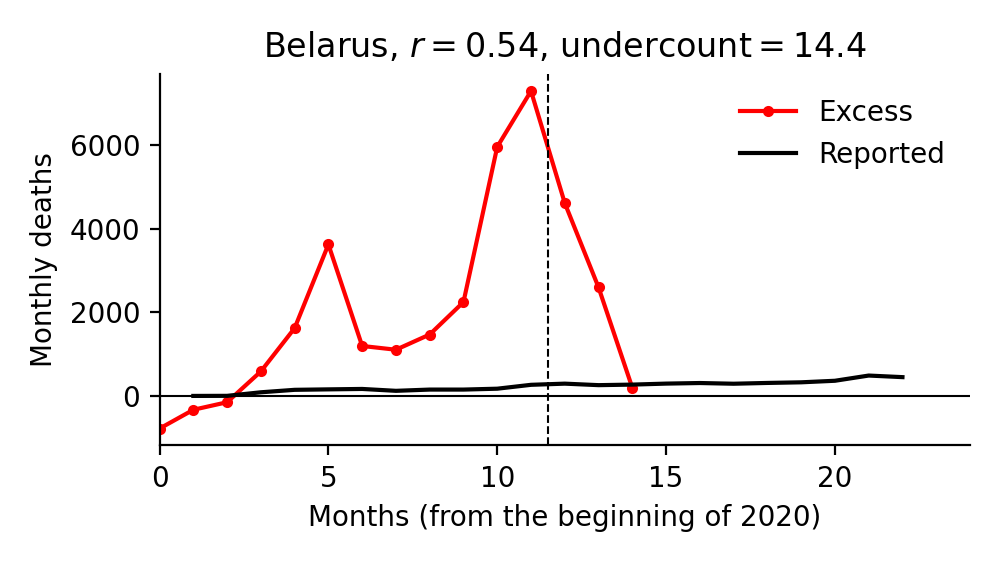 Belarus, r = 0.54, undercount = 14.4
Excess
Reported
Monthly deaths
6000
4000
2000
0
0 5 10 15 20
Months (from the beginning of 2020)